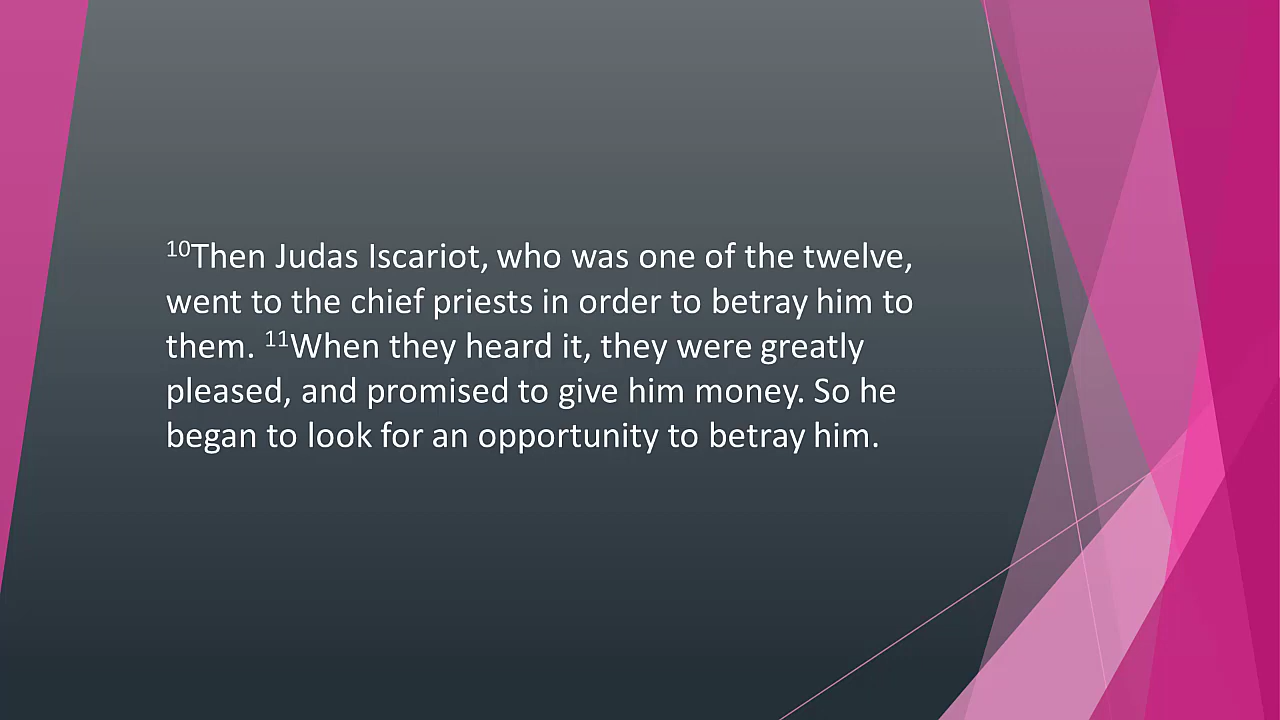 ¹⁰Then Judas Iscariot, who was one of the twelve,
went to the chief priests in order to betray him to
them. ¹¹When they heard it, they were greatly
pleased, and promised to give him money. So he
began to look for an opportunity to betray him.